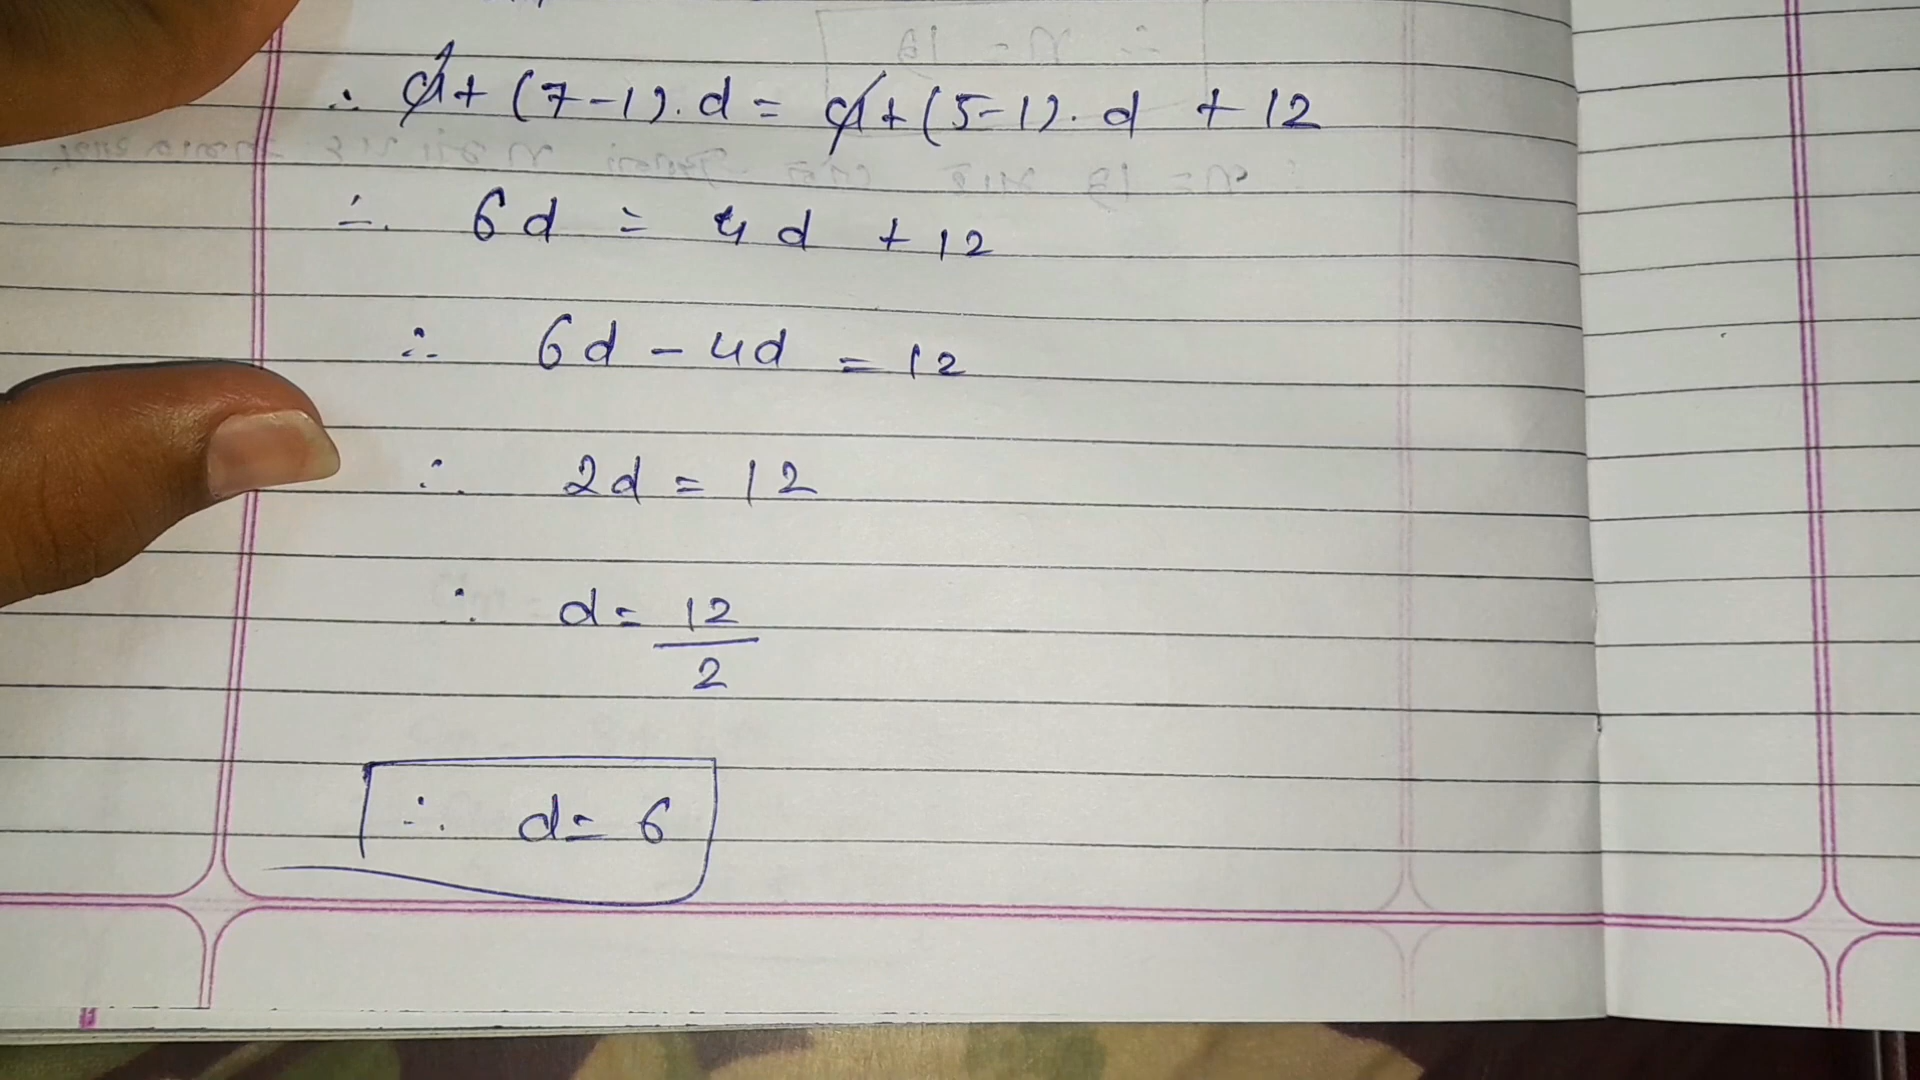 ∴ a + (7-1).d = a + (5-1).d + 12
∴ 6d = 4d + 12
∴ 6d - 4d = 12
∴ 2d = 12
∴ d = 12
2
∴ d = 6